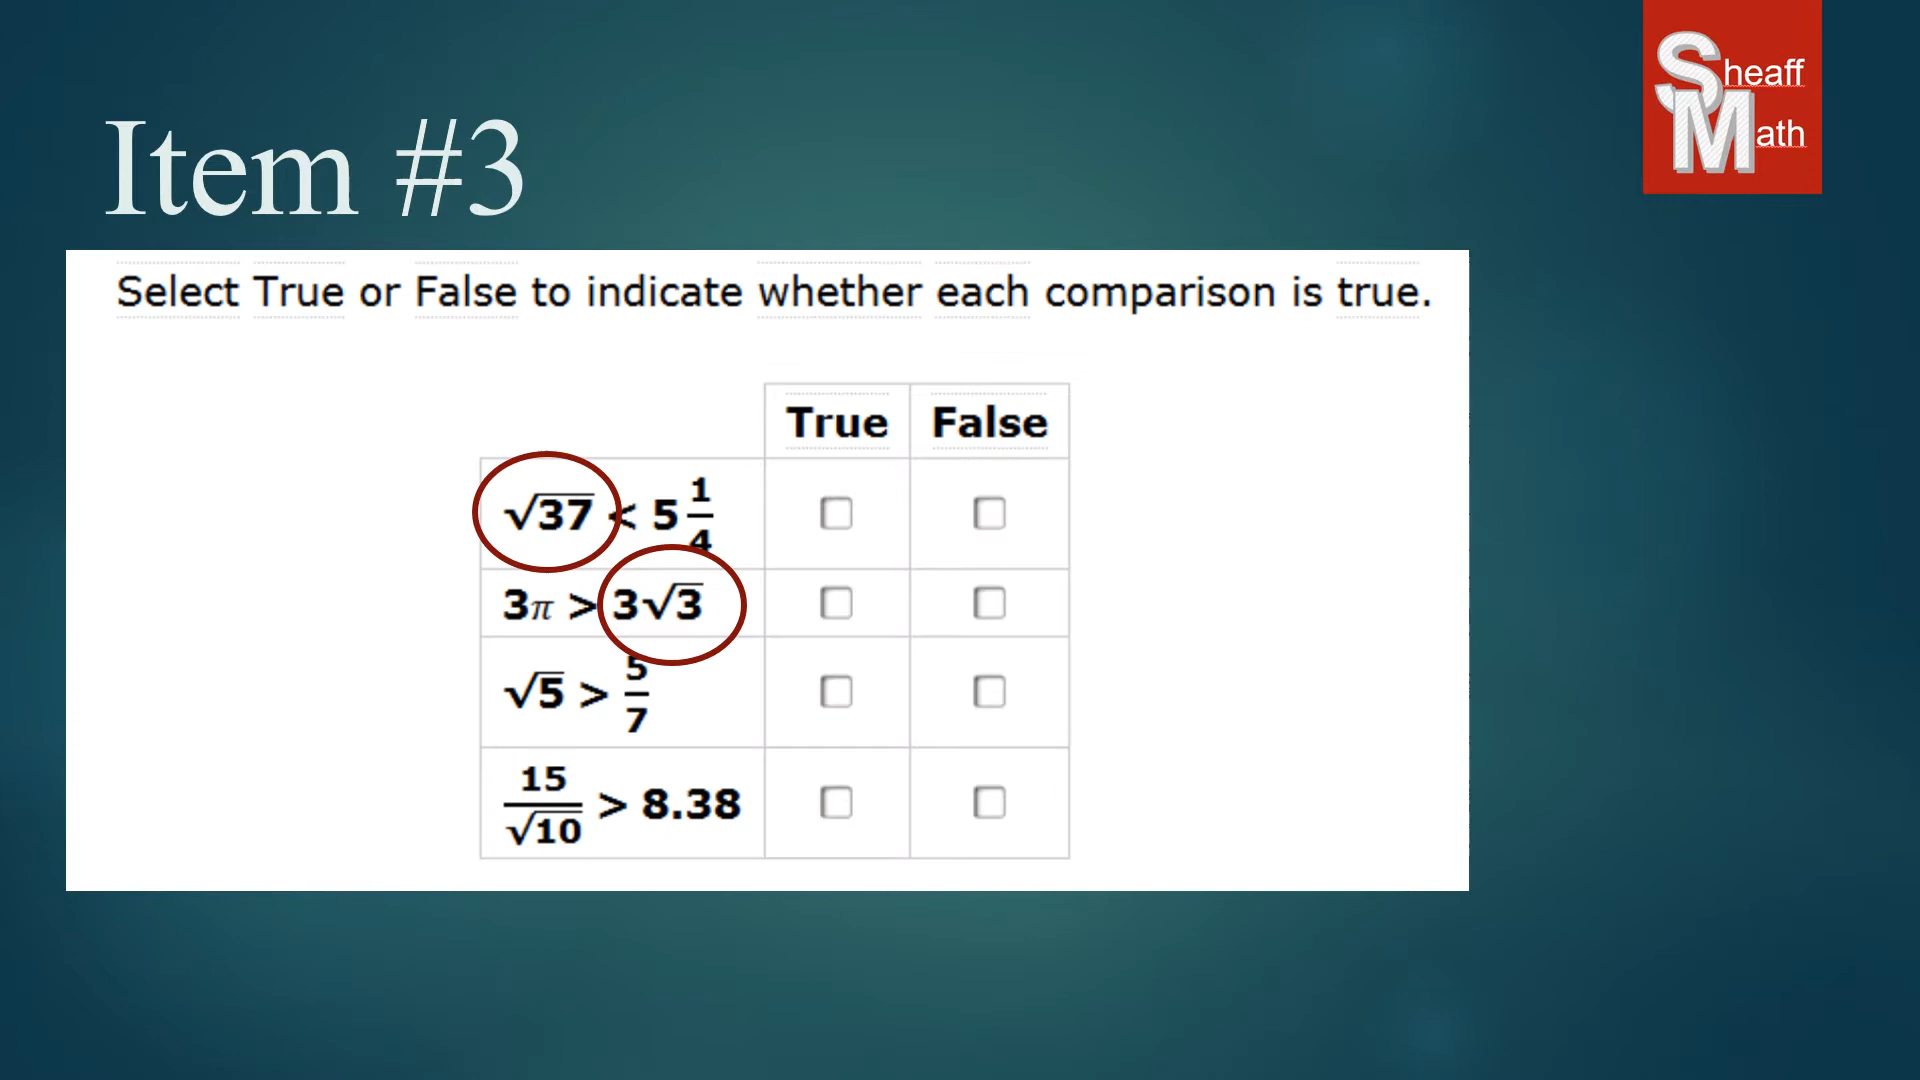 Sheaff
Math
Item #3
Select True or False to indicate whether each comparison is true.
True False
√37 < 5 1/4
3π > 3√3
√5 > 5/7
15/√10 > 8.38